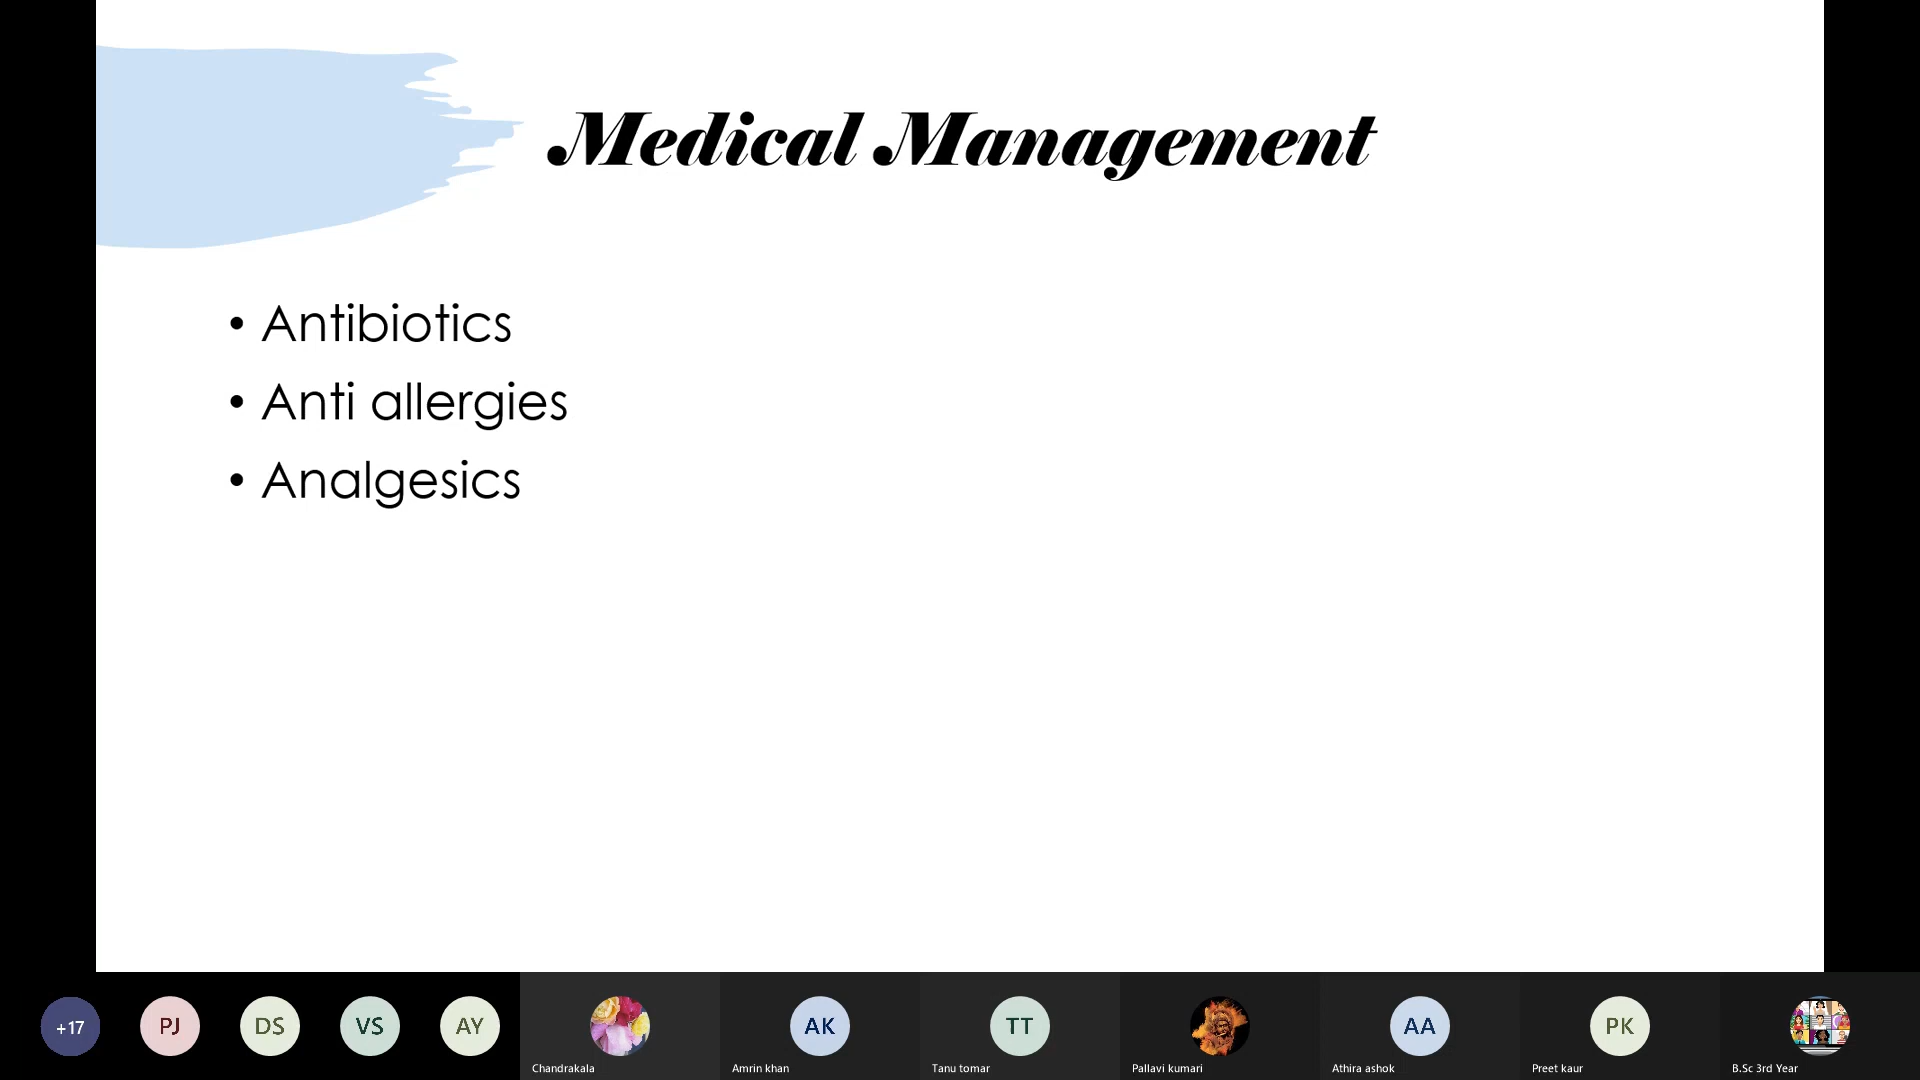 Medical Management
• Antibiotics
• Anti allergies
• Analgesics
+17
PJ
DS
VS
AY
AK
TT
AA
PK
Chandrakala
Amrin khan
Tanu tomar
Pallavi kumari
Athira ashok
Preet kaur
B.Sc 3rd Year